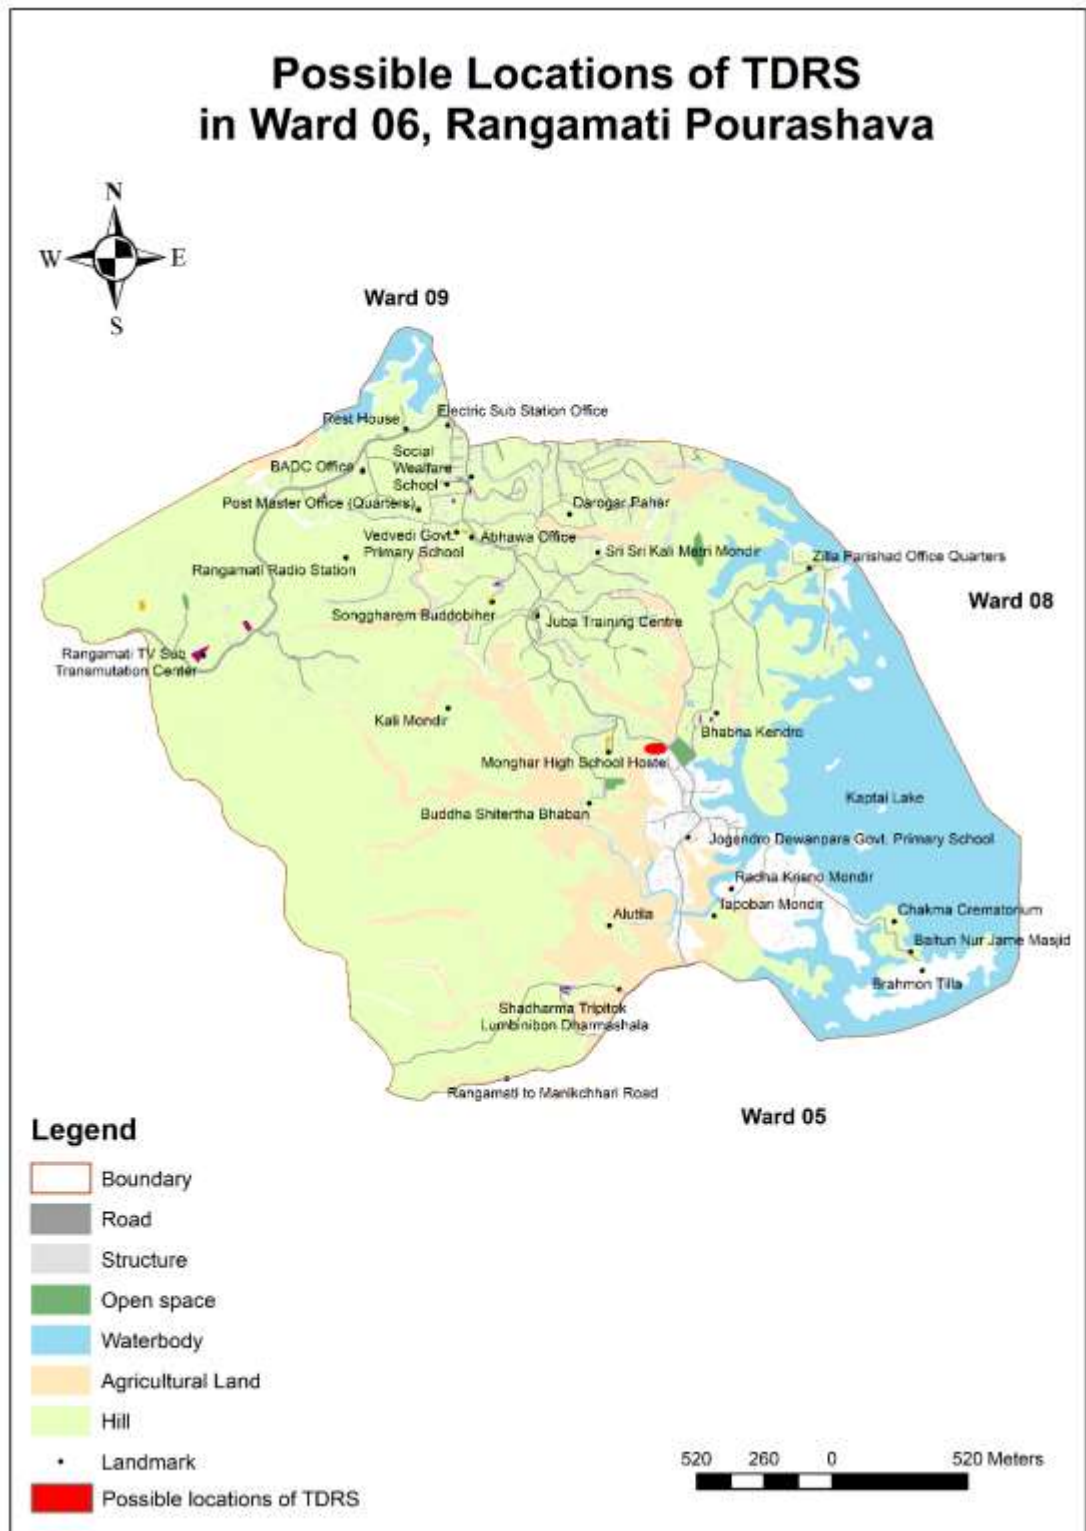 Possible Locations of TDRS
in Ward 06, Rangamati Pourashava
N
W
E
S
Ward 09
Rest House
Electric Sub Station Office
Social
Wealfare
School
BADC Office
Post Master Office (Quarters)
Darogar Pahar
Vedvedi Govt.
Primary School
Abhawa Office
Sri Sri Kali Metri Mondir
Zilla Parishad Office Quarters
Rangamati Radio Station
Ward 08
Songgharem Buddobiher
Juba Training Centre
Rangamati TV Sub
Transmutation Center
Kali Mondir
Bhabna Kendro
Monghar High School Hostel
Kaptai Lake
Buddha Shitertha Bhaban
Jogendro Dewanpara Govt. Primary School
Radha Krisno Mondir
Tapoban Mondir
Alutila
Chakma Crematorium
Baitun Nur Jame Masjid
Brahmon Tilla
Shadharma Tripitok
Lumbinibon Dharmashala
Rangamati to Manikchhari Road
Ward 05
Legend
Boundary
Road
Structure
Open space
Waterbody
Agricultural Land
Hill
Landmark
Possible locations of TDRS
520 260 0 520 Meters